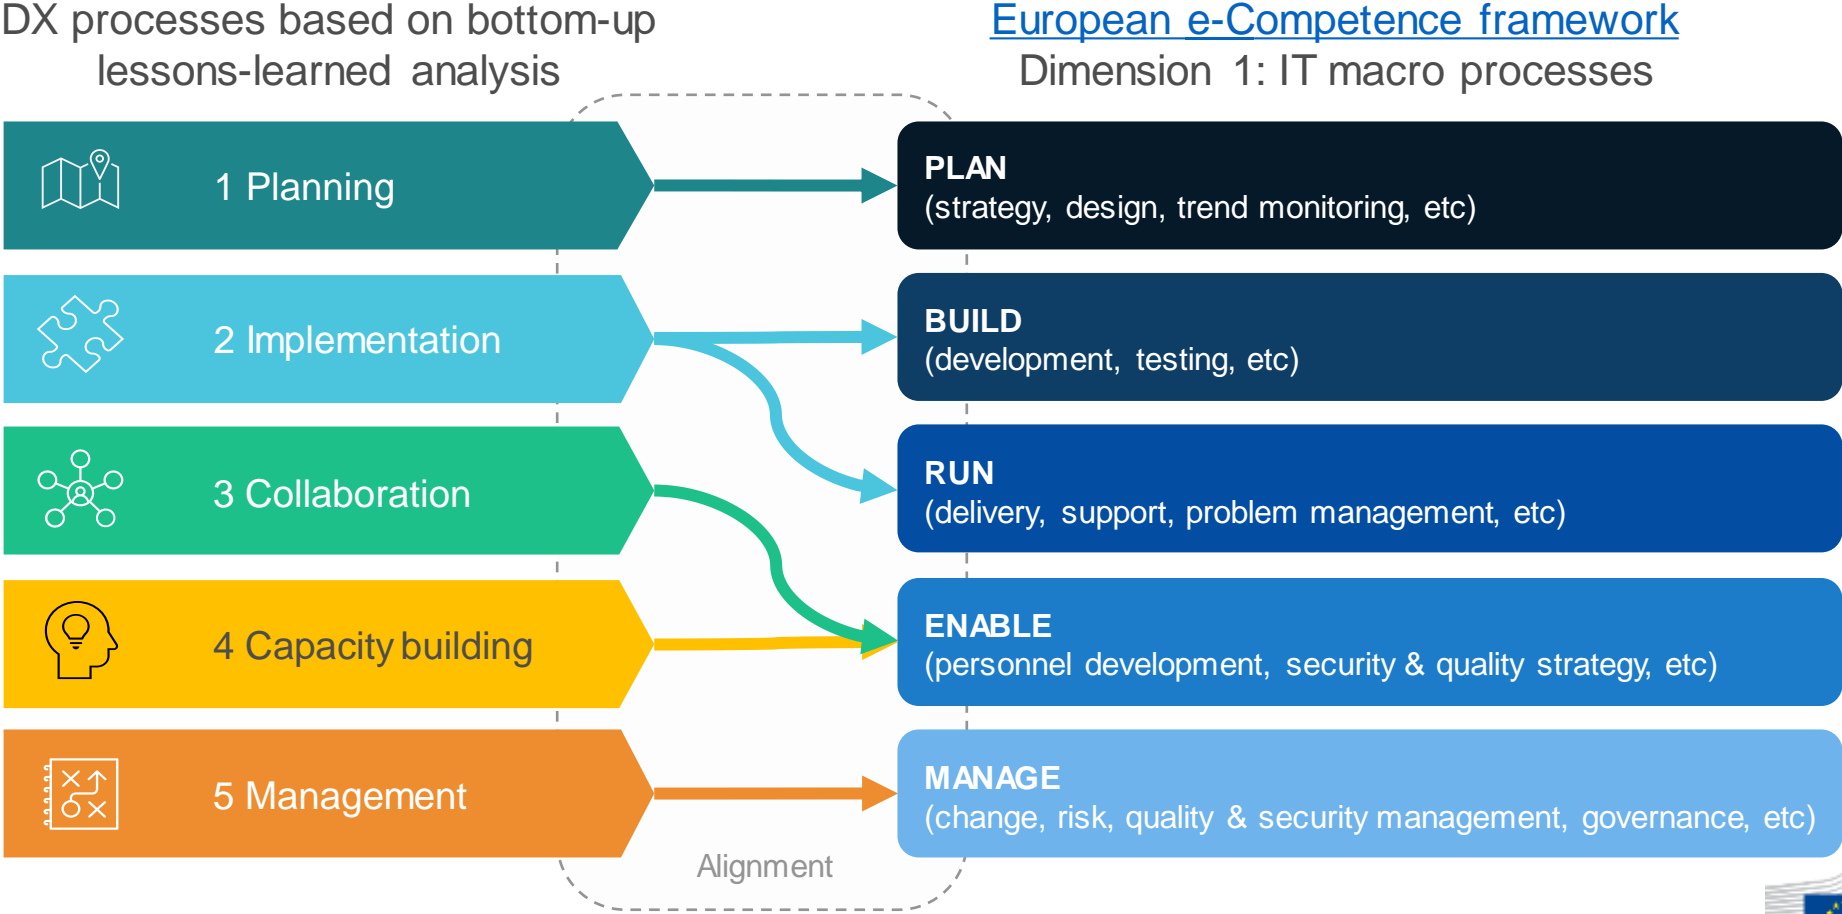 DX processes based on bottom-up
lessons-learned analysis
European e-Competence framework
Dimension 1: IT macro processes
1 Planning
PLAN
(strategy, design, trend monitoring, etc)
2 Implementation
BUILD
(development, testing, etc)
3 Collaboration
RUN
(delivery, support, problem management, etc)
4 Capacity building
ENABLE
(personnel development, security & quality strategy, etc)
5 Management
MANAGE
(change, risk, quality & security management, governance, etc)
Alignment